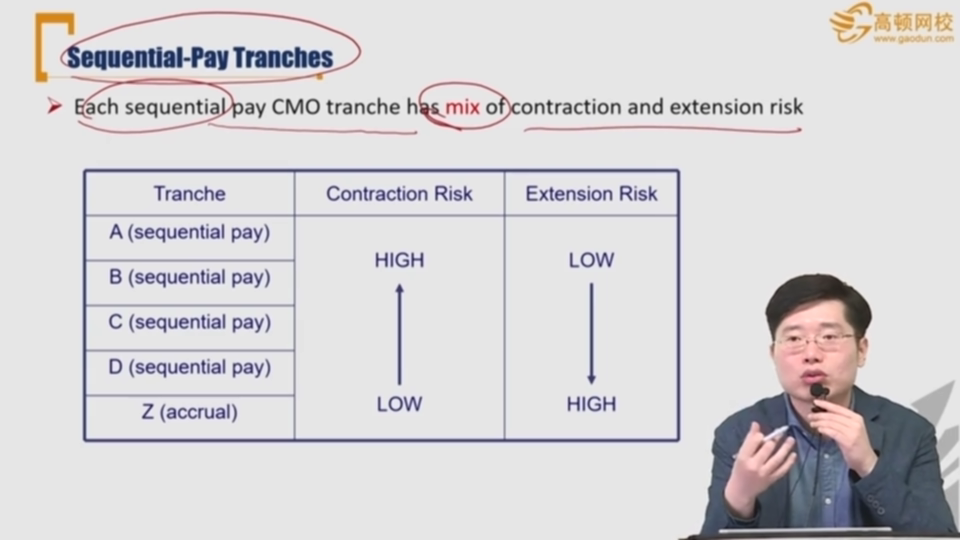 高顿网校
www.gaodun.com
Sequential-Pay Tranches
Each sequential pay CMO tranche has mix of contraction and extension risk
Tranche Contraction Risk Extension Risk
A (sequential pay)
HIGH LOW
B (sequential pay)
C (sequential pay)
D (sequential pay)
Z (accrual) LOW HIGH